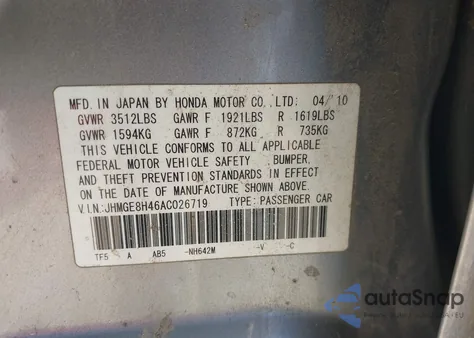 MFD. IN JAPAN BY HONDA MOTOR CO., LTD: 04/'10
GVWR 3512LBS GAWR F 1921LBS R 1619LBS
GVWR 1594KG GAWR F 872KG R 735KG
THIS VEHICLE CONFORMS TO ALL APPLICABLE
FEDERAL MOTOR VEHICLE SAFETY ,BUMPER,
AND THEFT PREVENTION STANDARDS IN EFFECT
ON THE DATE OF MANUFACTURE SHOWN ABOVE.
V.I.N:JHMGE8H46AC026719 TYPE: PASSENGER CAR
TF5 A AB5 -NH642M -V -C
autaSnap